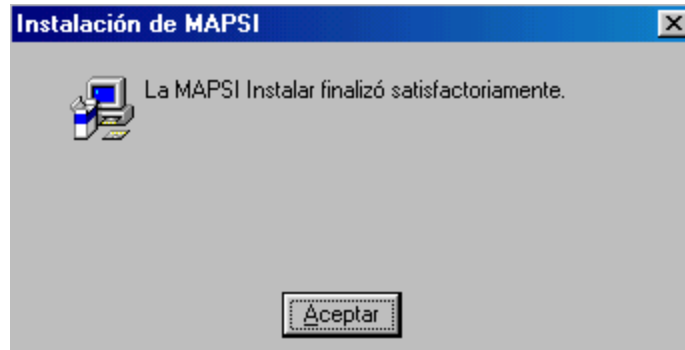 Instalación de MAPSI
La MAPSI Instalar finalizó satisfactoriamente.
Aceptar